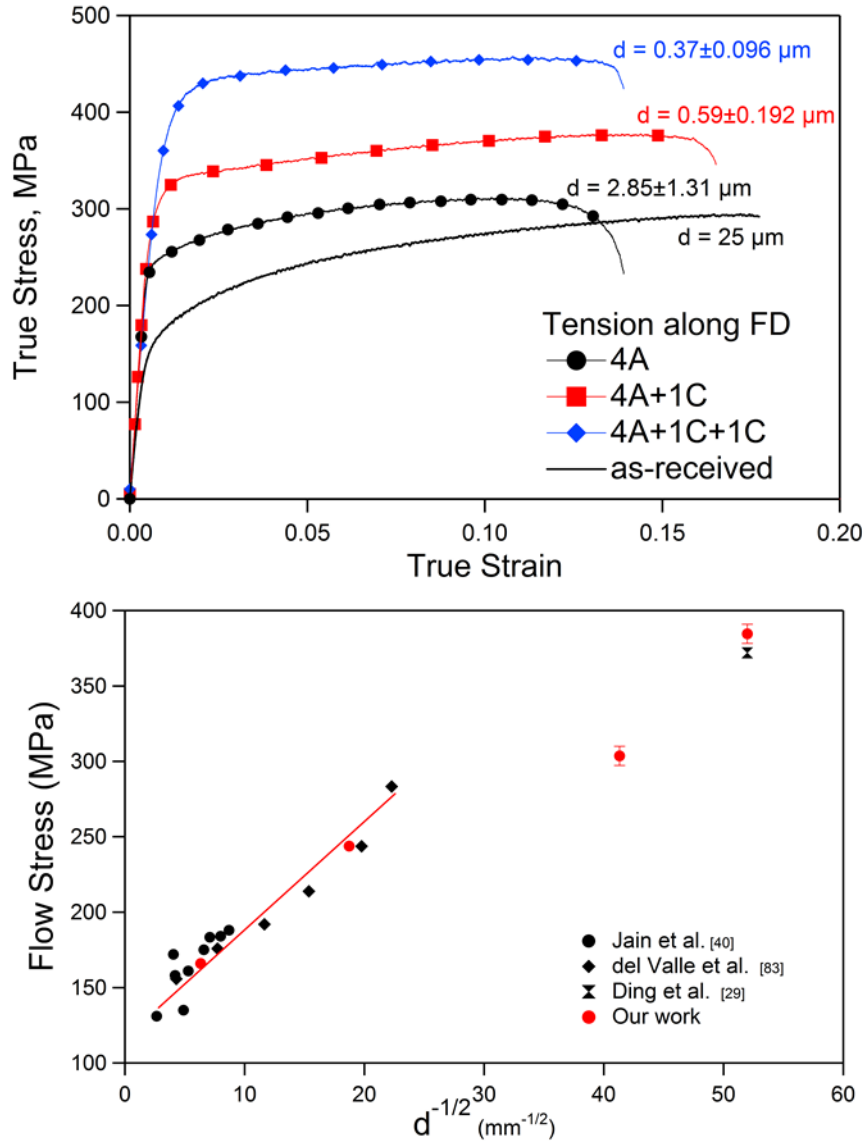 500
400
300
200
100
0
True Stress, MPa
d = 0.37±0.096 µm
d = 0.59±0.192 µm
d = 2.85±1.31 µm
d = 25 µm
Tension along FD
4A
4A+1C
4A+1C+1C
as-received
0.00 0.05 0.10 0.15 0.20
True Strain
400
350
300
250
200
150
100
Flow Stress (MPa)
Jain et al. [40]
del Valle et al. [83]
Ding et al. [29]
Our work
0 10 20 30 40 50 60
d^-1/2 (mm^-1/2)